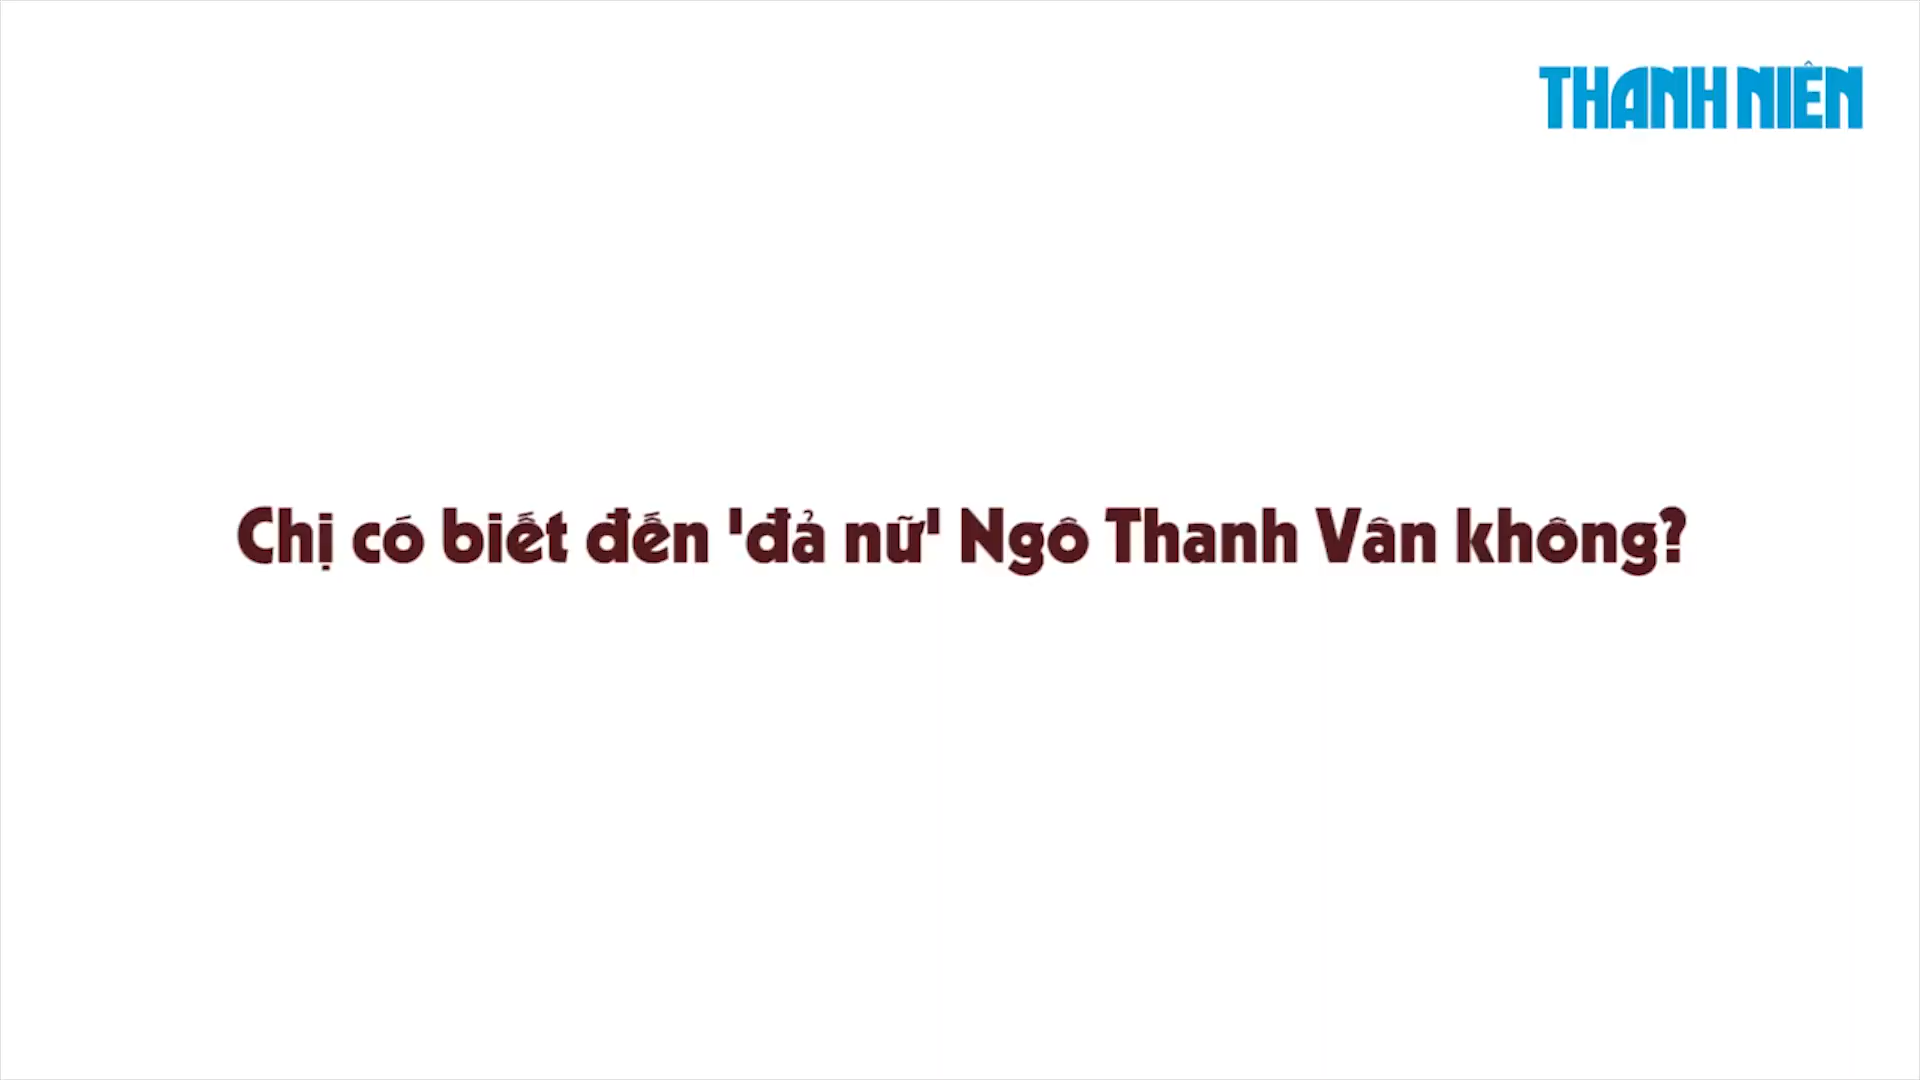 THANH NIÊN
Chị có biết đến 'đả nữ' Ngô Thanh Vân không?